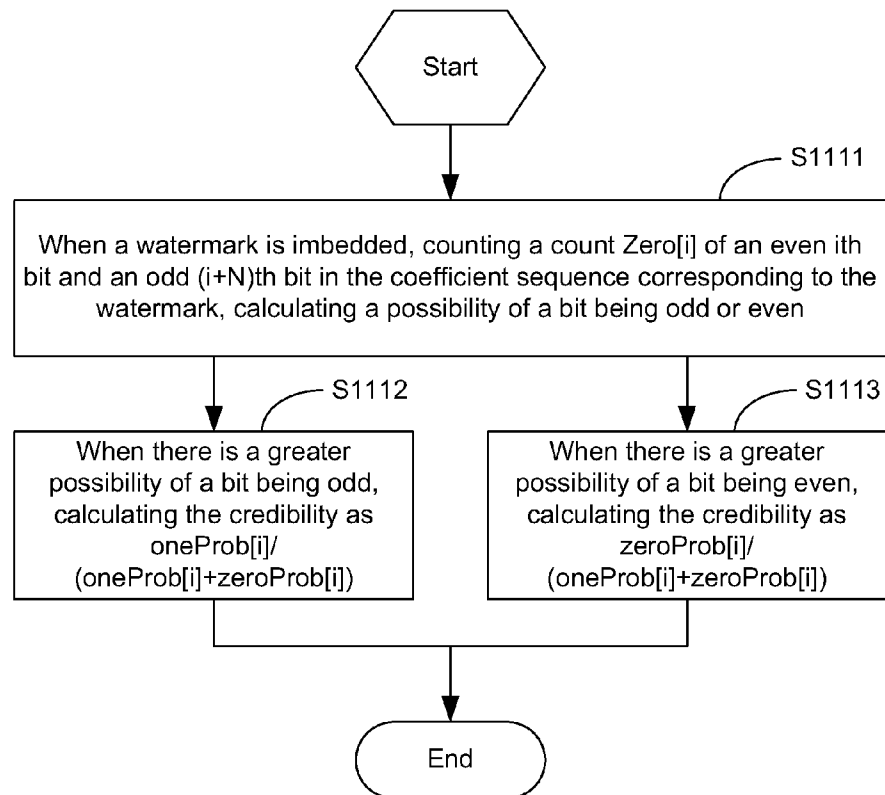 Start
S1111
When a watermark is imbedded, counting a count Zero[i] of an even ith
bit and an odd (i+N)th bit in the coefficient sequence corresponding to the
watermark, calculating a possibility of a bit being odd or even
S1112
When there is a greater
possibility of a bit being odd,
calculating the credibility as
oneProb[i]/
(oneProb[i]+zeroProb[i])
S1113
When there is a greater
possibility of a bit being even,
calculating the credibility as
zeroProb[i]/
(oneProb[i]+zeroProb[i])
End